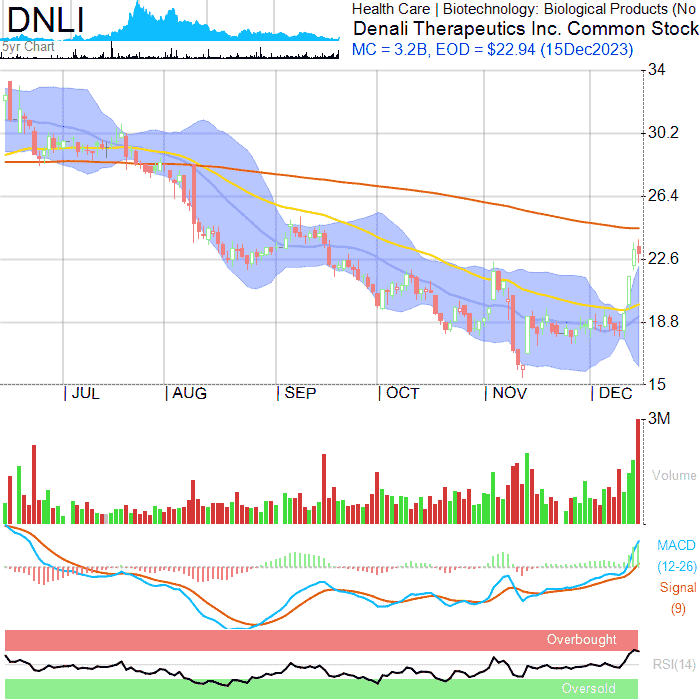 DNLI
5yr Chart
Health Care | Biotechnology: Biological Products (No
Denali Therapeutics Inc. Common Stock
MC = 3.2B, EOD = $22.94 (15Dec2023)
34
30.2
26.4
22.6
18.8
15
JUL
AUG
SEP
OCT
NOV
DEC
3M
Volume
MACD
(12-26)
Signal
(9)
Overbought
RSI(14)
Oversold